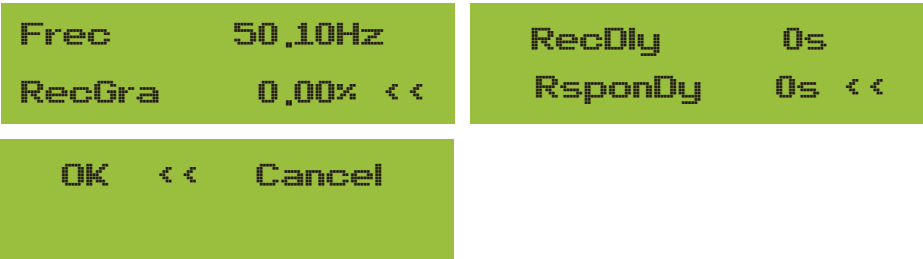 Frec 50.10Hz
RecGra 0.00% <<
RecDly 0s
RsponDy 0s <<
OK << Cancel